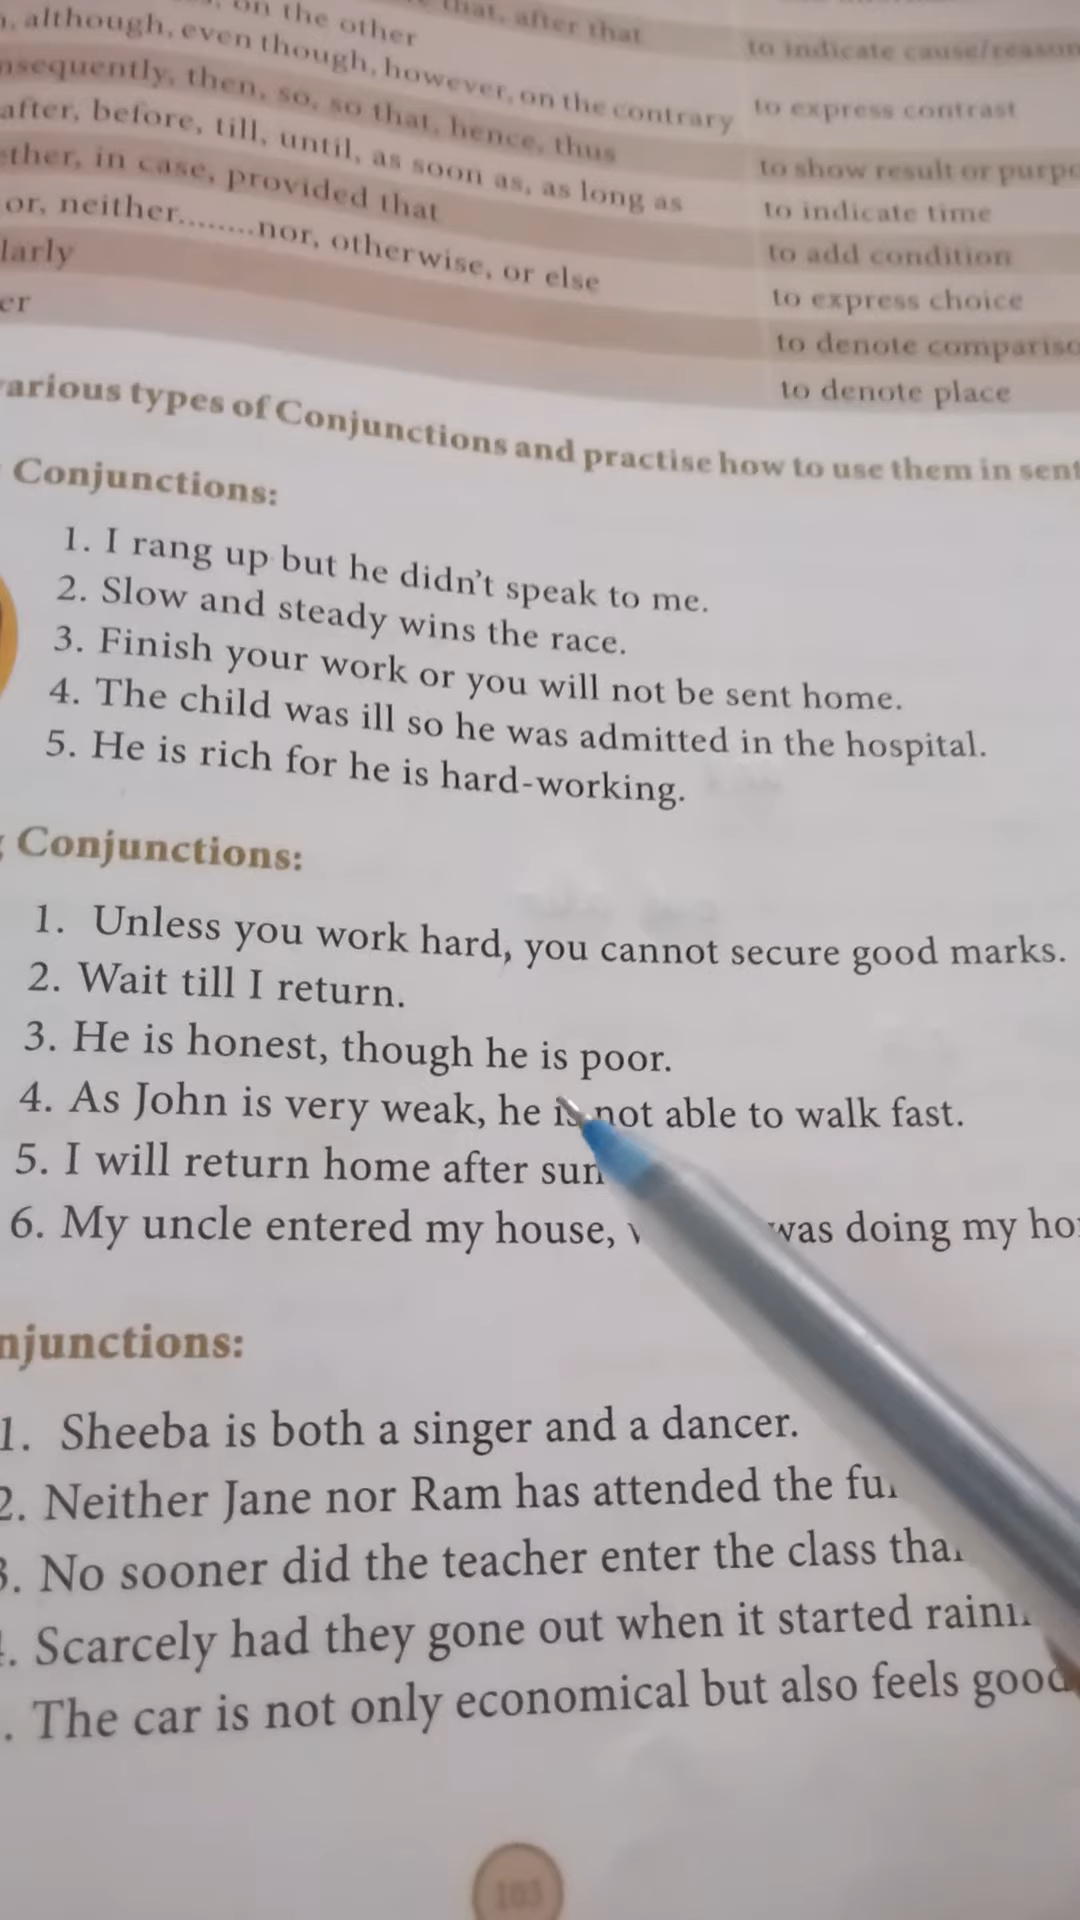 on the other
that, after that
to indicate cause/reason
although, even though, however, on the contrary
to express contrast
then, so, so that, hence, thus
to show result or
after, before, till, until, as soon as, as long as
to indicate time
in case, provided that
to add condition
or, neither........nor, otherwise, or else
to express choice
to denote
to denote place
types of Conjunctions and practise how to use them in
Conjunctions:
1. I rang up but he didn't speak to me.
2. Slow and steady wins the race.
3. Finish your work or you will not be sent home.
4. The child was ill so he was admitted in the hospital.
5. He is rich for he is hard-working.
Conjunctions:
1. Unless you work hard, you cannot secure good marks.
2. Wait till I return.
3. He is honest, though he is poor.
4. As John is very weak, he is not able to walk fast.
5. I will return home after
6. My uncle entered my house, was doing my
1. Sheeba is both a singer and a dancer.
2. Neither Jane nor Ram has attended the
3. No sooner did the teacher enter the class
Scarcely had they gone out when it started
The car is not only economical but also feels good
103